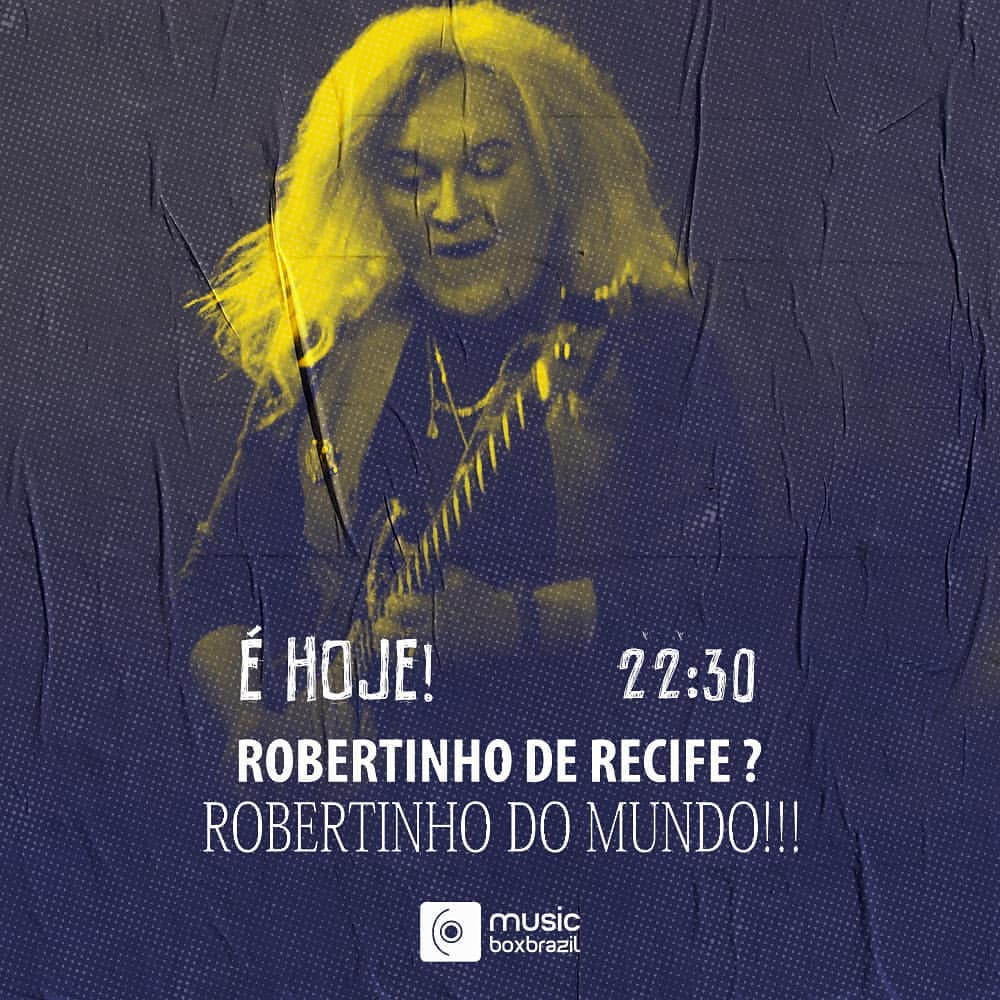 É HOJE!
22:30
ROBERTINHO DE RECIFE ?
ROBERTINHO DO MUNDO!!!
music
boxbrazil